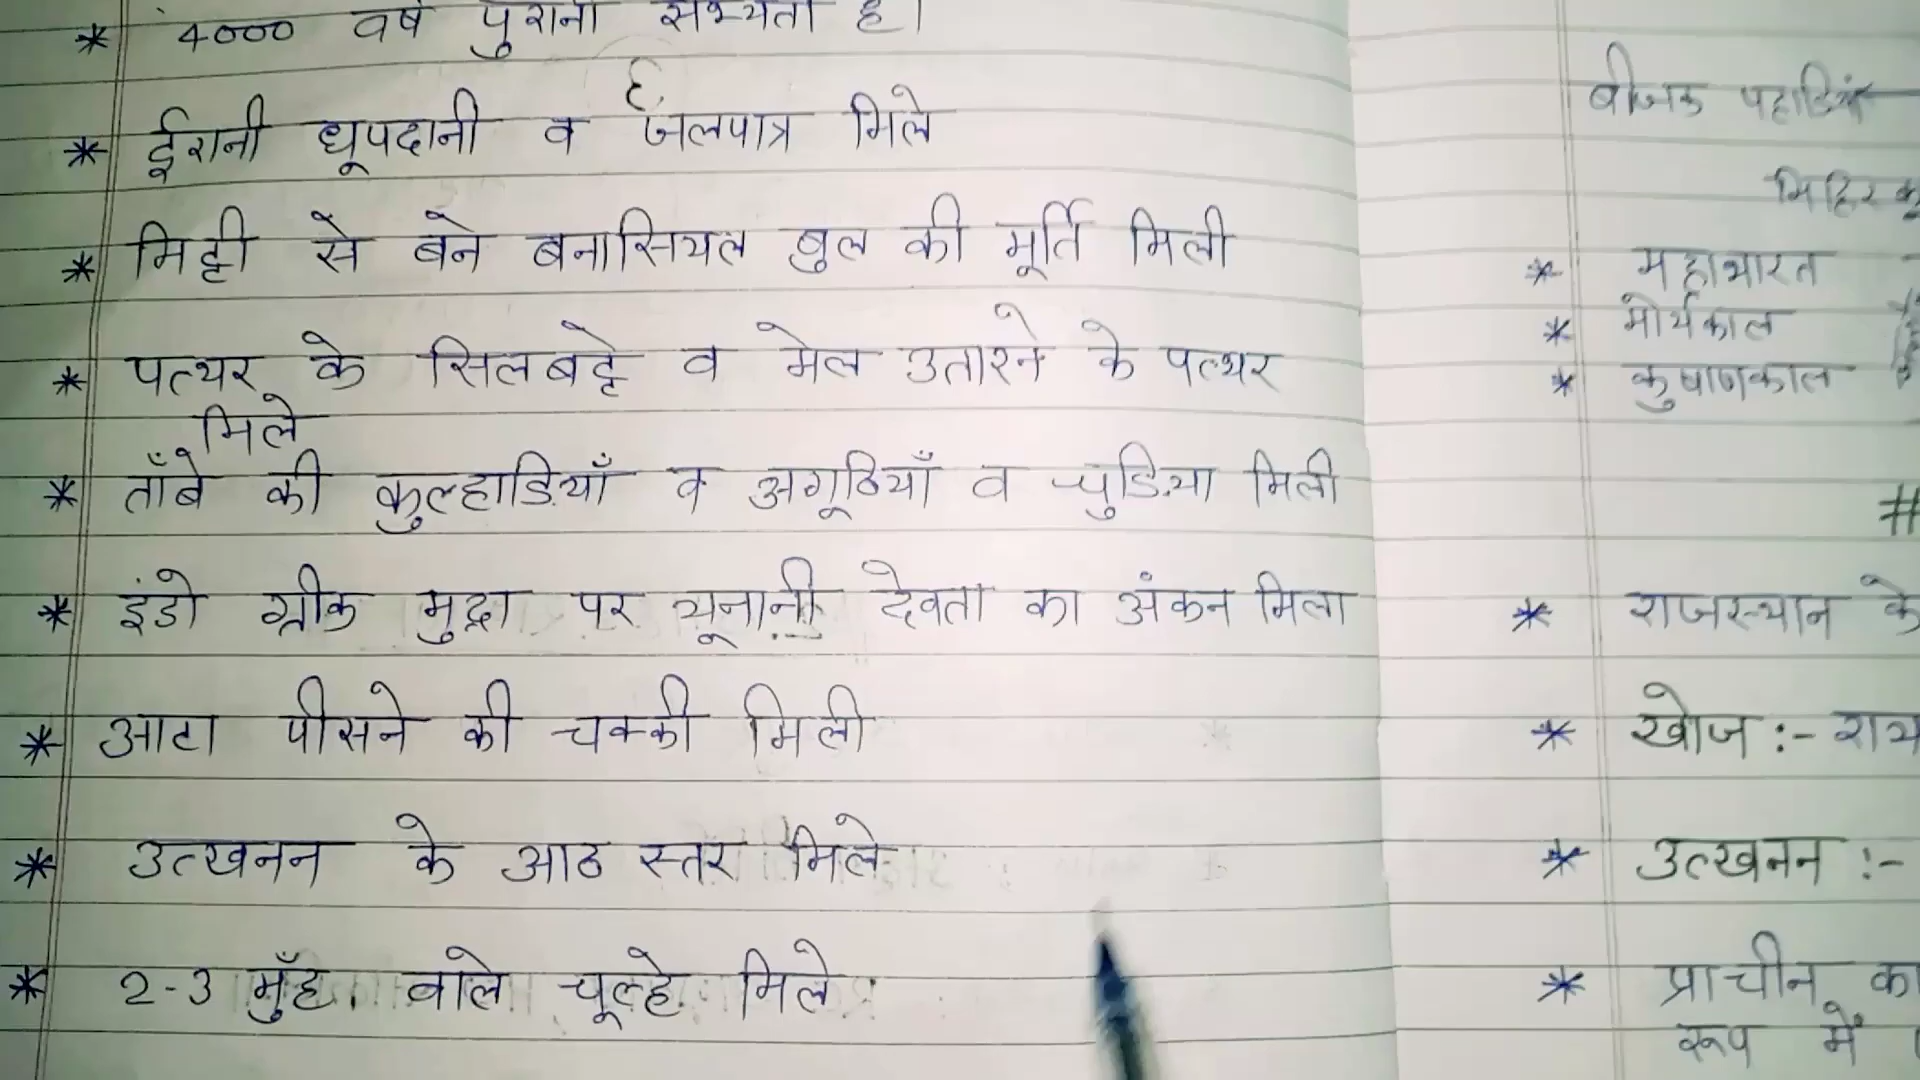 * 4000 वर्ष पुरानी सभ्यता है।
* ईरानी धूपदानी व जलपात्र मिले
* मिट्टी से बने बनासियल बुल की मूर्ति मिली
* पत्थर के सिलबट्टे व मेल उतारने के पत्थर
मिले
* ताँबे की कुल्हाडि़याँ व अगूठियाँ व चुडि़या मिली
* इंडो ग्रीक मुद्रा पर यूनानी देवता का अंकन मिला
* आटा पीसने की चक्की मिली
* उत्खनन के आठ स्तर मिले
* 2-3 मुँह वाले चूल्हे मिले
बीजक
* महाभारत
* मोर्यकाल
* कुषाणकाल
#
* राजस्थान के
* खोज :-
* उत्खनन :-
* प्राचीन
रूप में